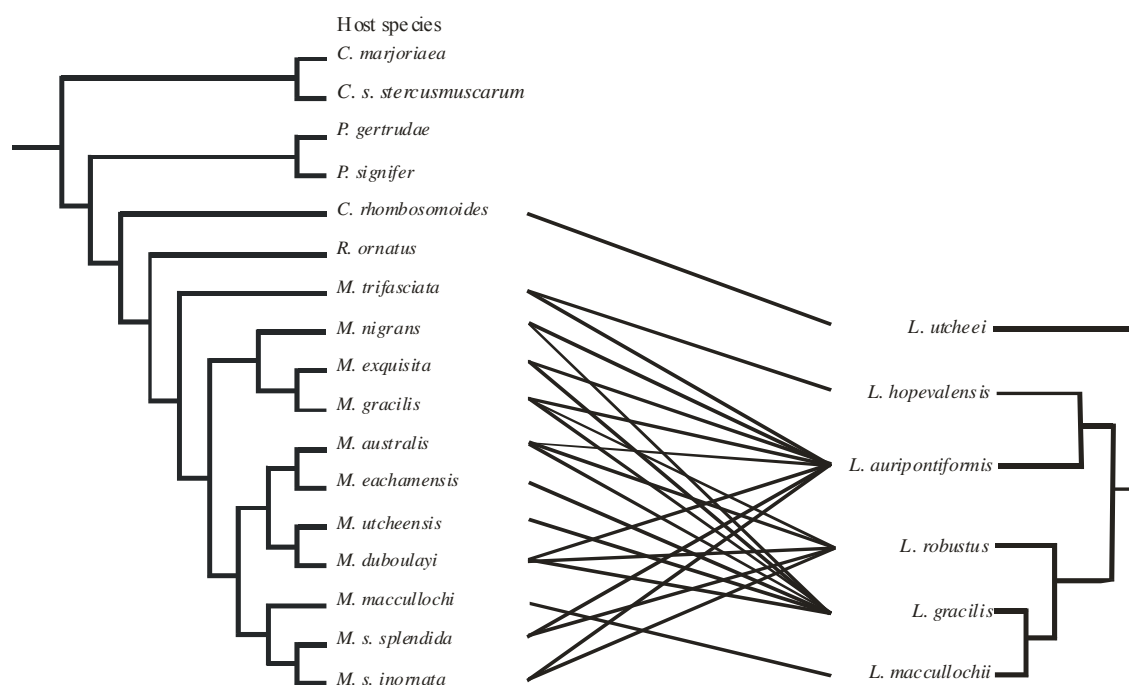 Host species
C. marjoriaea
C. s. stercusmuscarum
P. gertrudae
P. signifer
C. rhombosomoides
R. ornatus
M. trifasciata
M. nigrans
M. exquisita
M. gracilis
M. australis
M. eachamensis
M. utcheensis
M. duboulayi
M. maccullochi
M. s. splendida
M. s. inornata
L. utcheei
L. hopevalensis
L. auripontiformis
L. robustus
L. gracilis
L. maccullochii